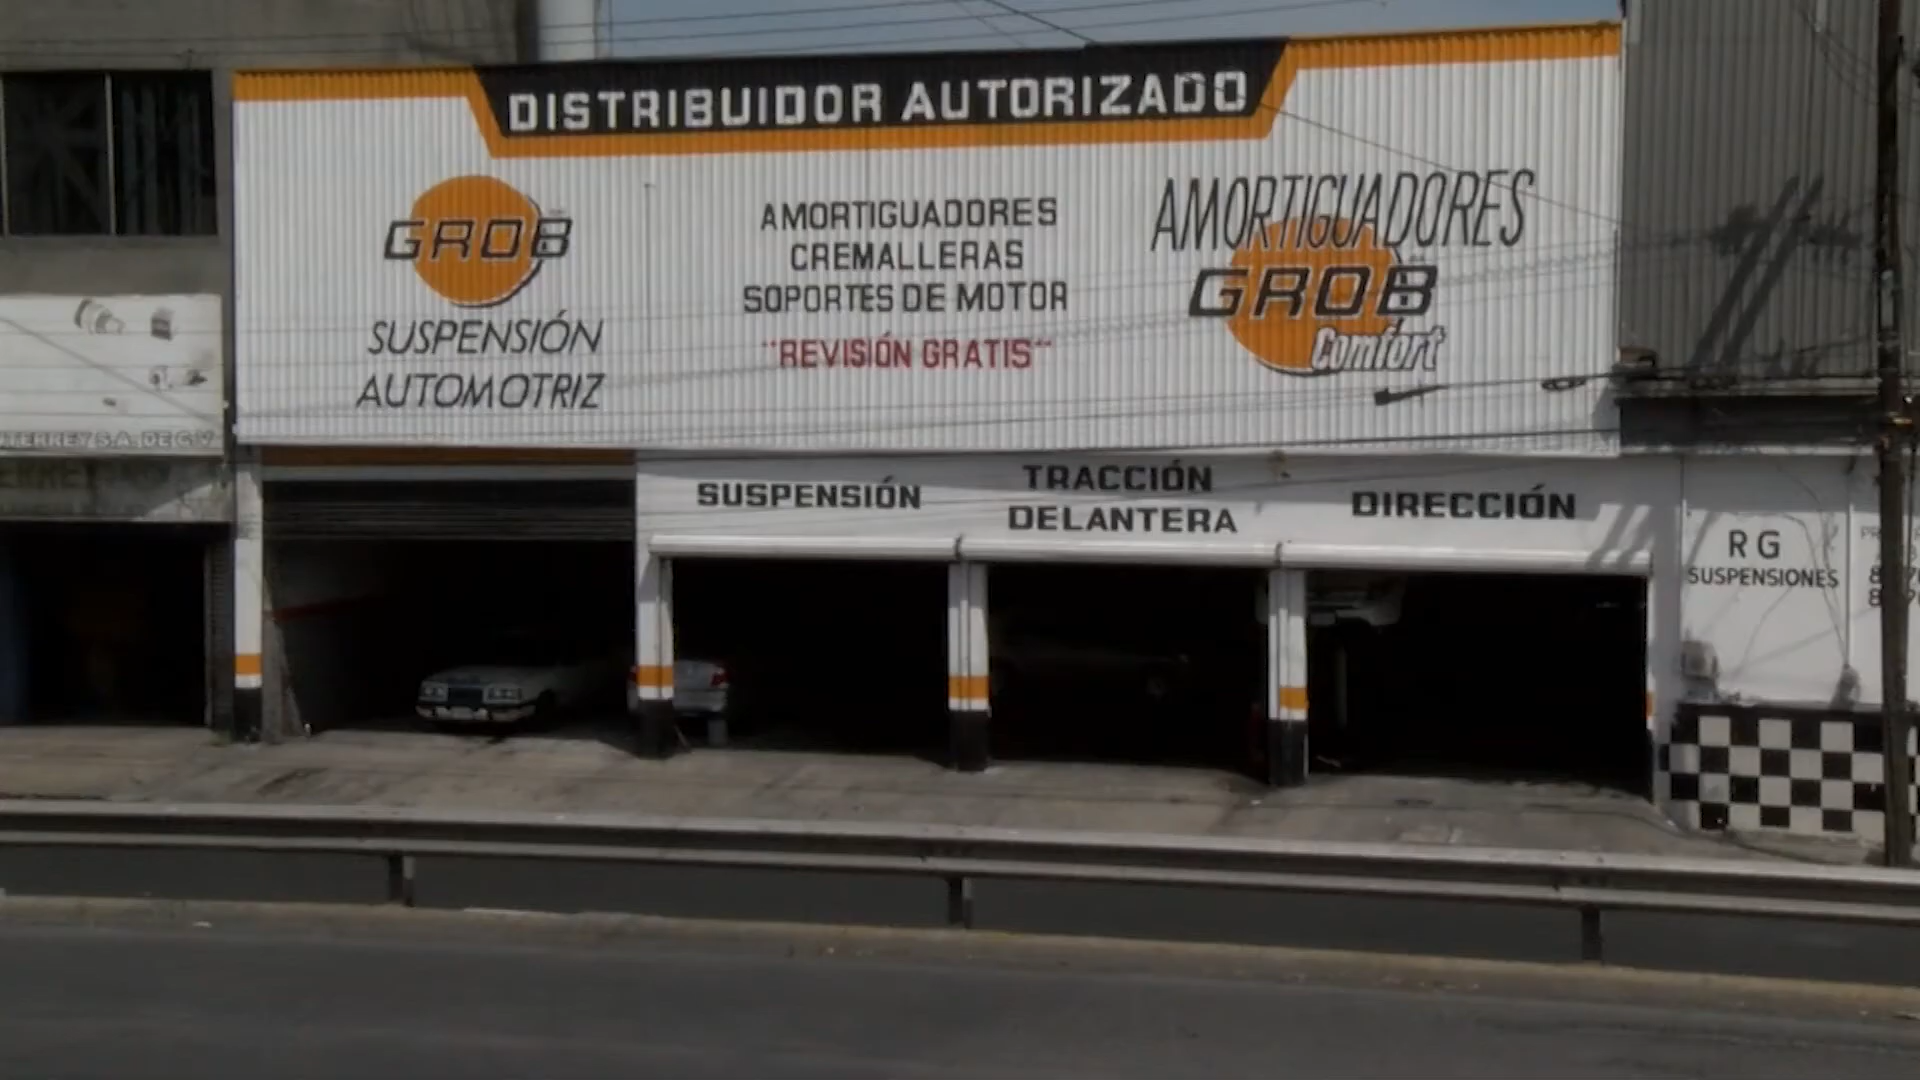 DISTRIBUIDOR AUTORIZADO
GROB
SUSPENSIÓN
AUTOMOTRIZ
AMORTIGUADORES
CREMALLERAS
SOPORTES DE MOTOR
"REVISIÓN GRATIS"
AMORTIGUADORES
GROB
Comfort
SUSPENSIÓN
TRACCIÓN
DELANTERA
DIRECCIÓN
R G
SUSPENSIONES
S.A. DE C.V.